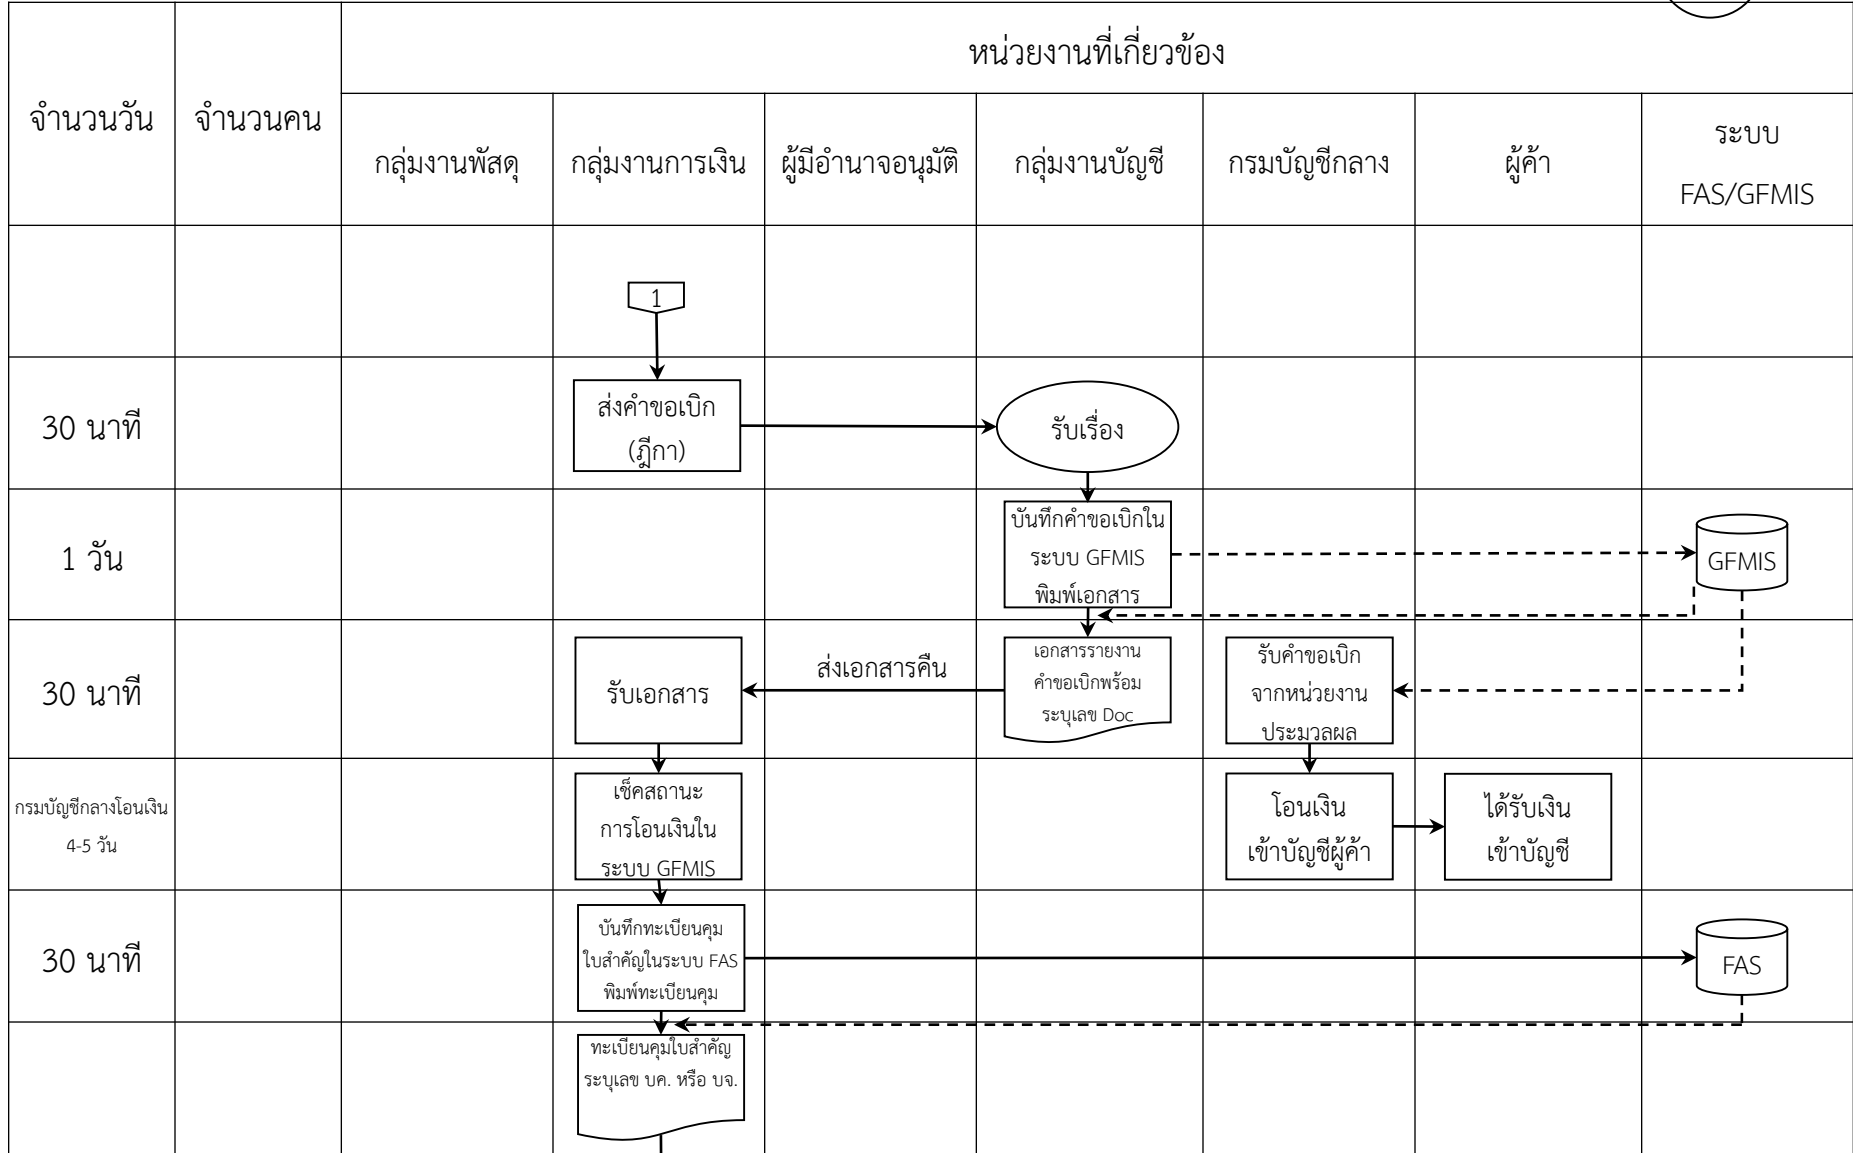 หน่วยงานที่เกี่ยวข้อง
จำนวนวัน
จำนวนคน
กลุ่มงานพัสดุ
กลุ่มงานการเงิน
ผู้มีอำนาจอนุมัติ
กลุ่มงานบัญชี
กรมบัญชีกลาง
ผู้ค้า
ระบบ
FAS/GFMIS
1
30 นาที
ส่งคำขอเบิก
(ฎีกา)
รับเรื่อง
1 วัน
บันทึกคำขอเบิกใน
ระบบ GFMIS
พิมพ์เอกสาร
GFMIS
30 นาที
รับเอกสาร
ส่งเอกสารคืน
เอกสารรายงาน
คำขอเบิกพร้อม
ระบุเลข Doc
รับคำขอเบิก
จากหน่วยงาน
ประมวลผล
กรมบัญชีกลางโอนเงิน
4-5 วัน
เช็คสถานะ
การโอนเงินใน
ระบบ GFMIS
โอนเงิน
เข้าบัญชีผู้ค้า
ได้รับเงิน
เข้าบัญชี
30 นาที
บันทึกทะเบียนคุม
ใบสำคัญในระบบ FAS
พิมพ์ทะเบียนคุม
FAS
ทะเบียนคุมใบสำคัญ
ระบุเลข บค. หรือ บจ.